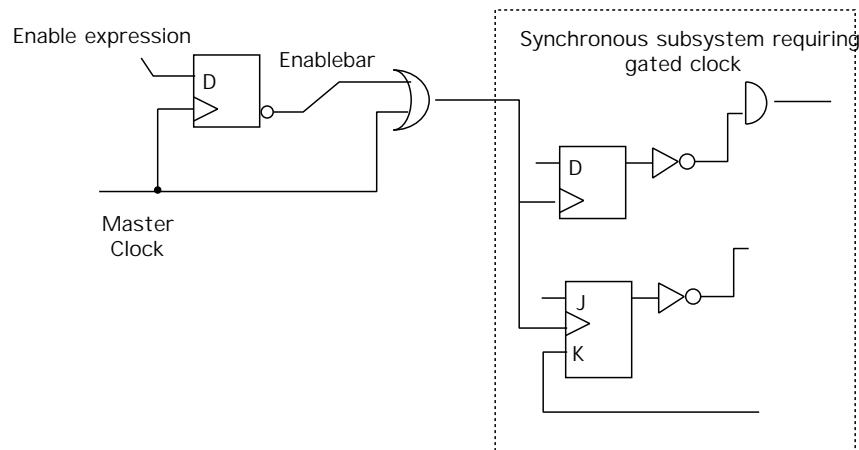 Enable expression
D
Enablebar
Master
Clock
Synchronous subsystem requiring
gated clock
D
J
K